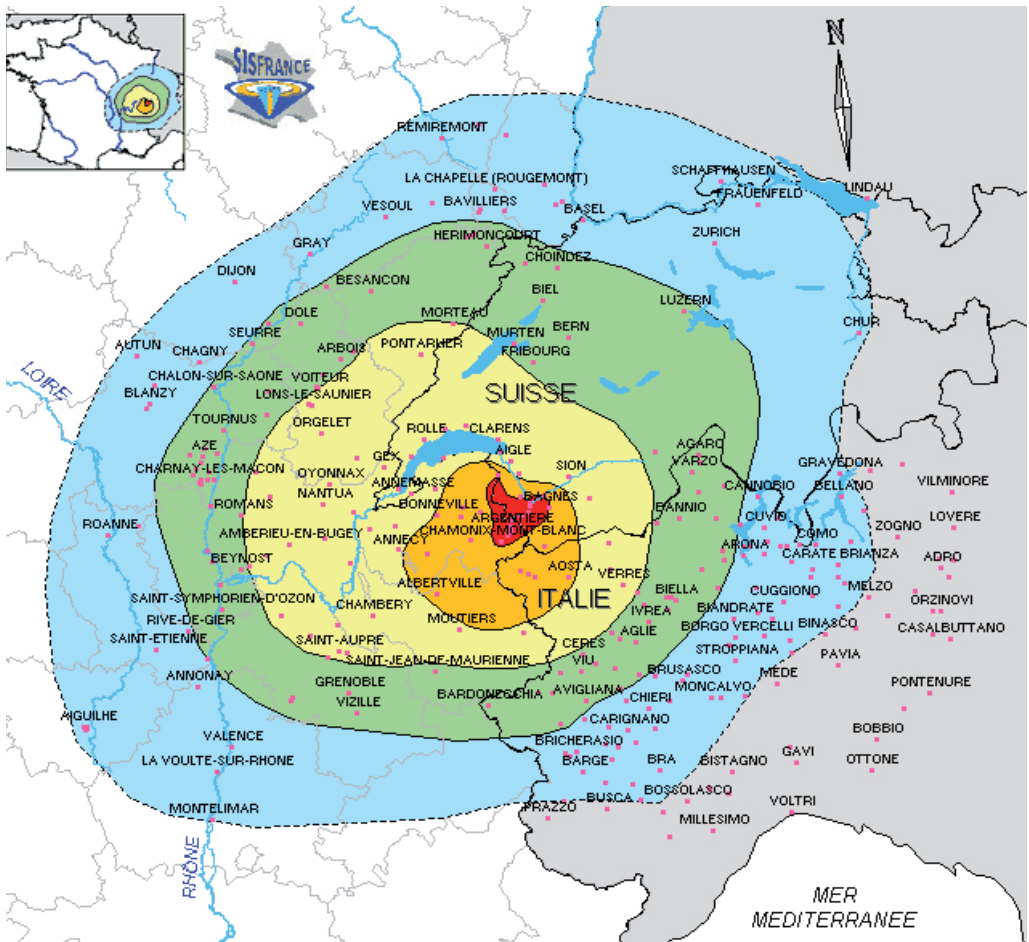 SISFRANCE
N
REMIREMONT
SCHAFFHAUSEN
LA CHAPELLE (ROUGEMONT)
LINDAU
FRAUENFELD
VESOUL
BAVILLIERS
BASEL
HERIMONCOURT
ZURICH
GRAY
CHOINDEZ
DIJON
BESANCON
BIEL
LUZERN
DOLE
MORTEAU
SEURRE
MURTEN
BERN
CHUR
AUTUN
CHAGNY
ARBOIS
PONTARLIER
FRIBOURG
LOIRE
CHALON-SUR-SAONE
VOITEUR
BLANZY
LONS-LE-SAUNIER
SUISSE
TOURNUS
ORGELET
ROLLE
CLARENS
AZE
GEX
AIGLE
AGARO
CHARNAY-LES-MACON
OYONNAX
SION
VARZO
GRAVEDONA
ANNEMASSE
CANNOBIO
BELLANO
VILMINORE
NANTUA
BONNEVILLE
BAGNES
ROMANS
ARGENTIERE
BANNIO
CUVIO
ZOGNO
LOVERE
ROANNE
AMBERIEU-EN-BUGEY
ANNECY
CHAMONIX-MONT-BLANC
COMO
BEYNOST
ARONA
CARATE BRIANZA
ADRO
ALBERTVILLE
AOSTA
VERRES
BIELLA
CUGGIONO
MELZO
SAINT-SYMPHORIEN-D'OZON
CHAMBERY
ITALIE
IVREA
BIANDRATE
ORZINOVI
RIVE-DE-GIER
MOUTIERS
BORGO VERCELLI
BINASCO
SAINT-ETIENNE
SAINT-AUPRE
CERES
AGLIE
STROPPIANA
CASALBUTTANO
SAINT-JEAN-DE-MAURIENNE
VIU
PAVIA
ANNONAY
GRENOBLE
BRUSASCO
MEDE
BARDONECCHIA
AVIGLIANA
CHIERI
MONCALVO
PONTENURE
VIZILLE
AIGUILHE
CARIGNANO
VALENCE
BRICHERASIO
BOBBIO
LA VOULTE-SUR-RHONE
BARGE
BRA
BISTAGNO
GAVI
OTTONE
MONTELIMAR
PRAZZO
BUSCA
BOSSOLASCO
VOLTRI
MILLESIMO
RHÔNE
MER
MEDITERRANEE